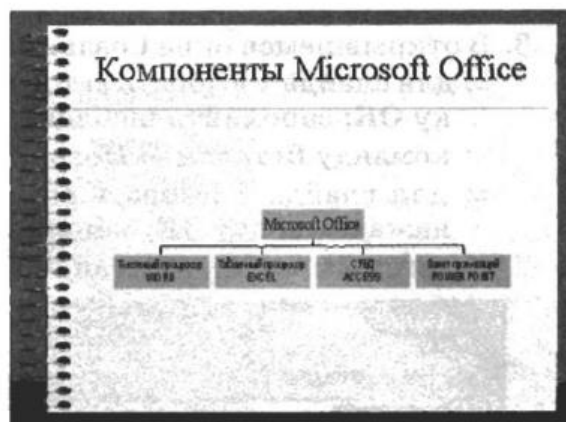 Компоненты Microsoft Office
Microsoft Office
Текстовый процессор
WORD
Табличный процессор
EXCEL
СУБД
ACCESS
Пакет презентаций
POWER POINT